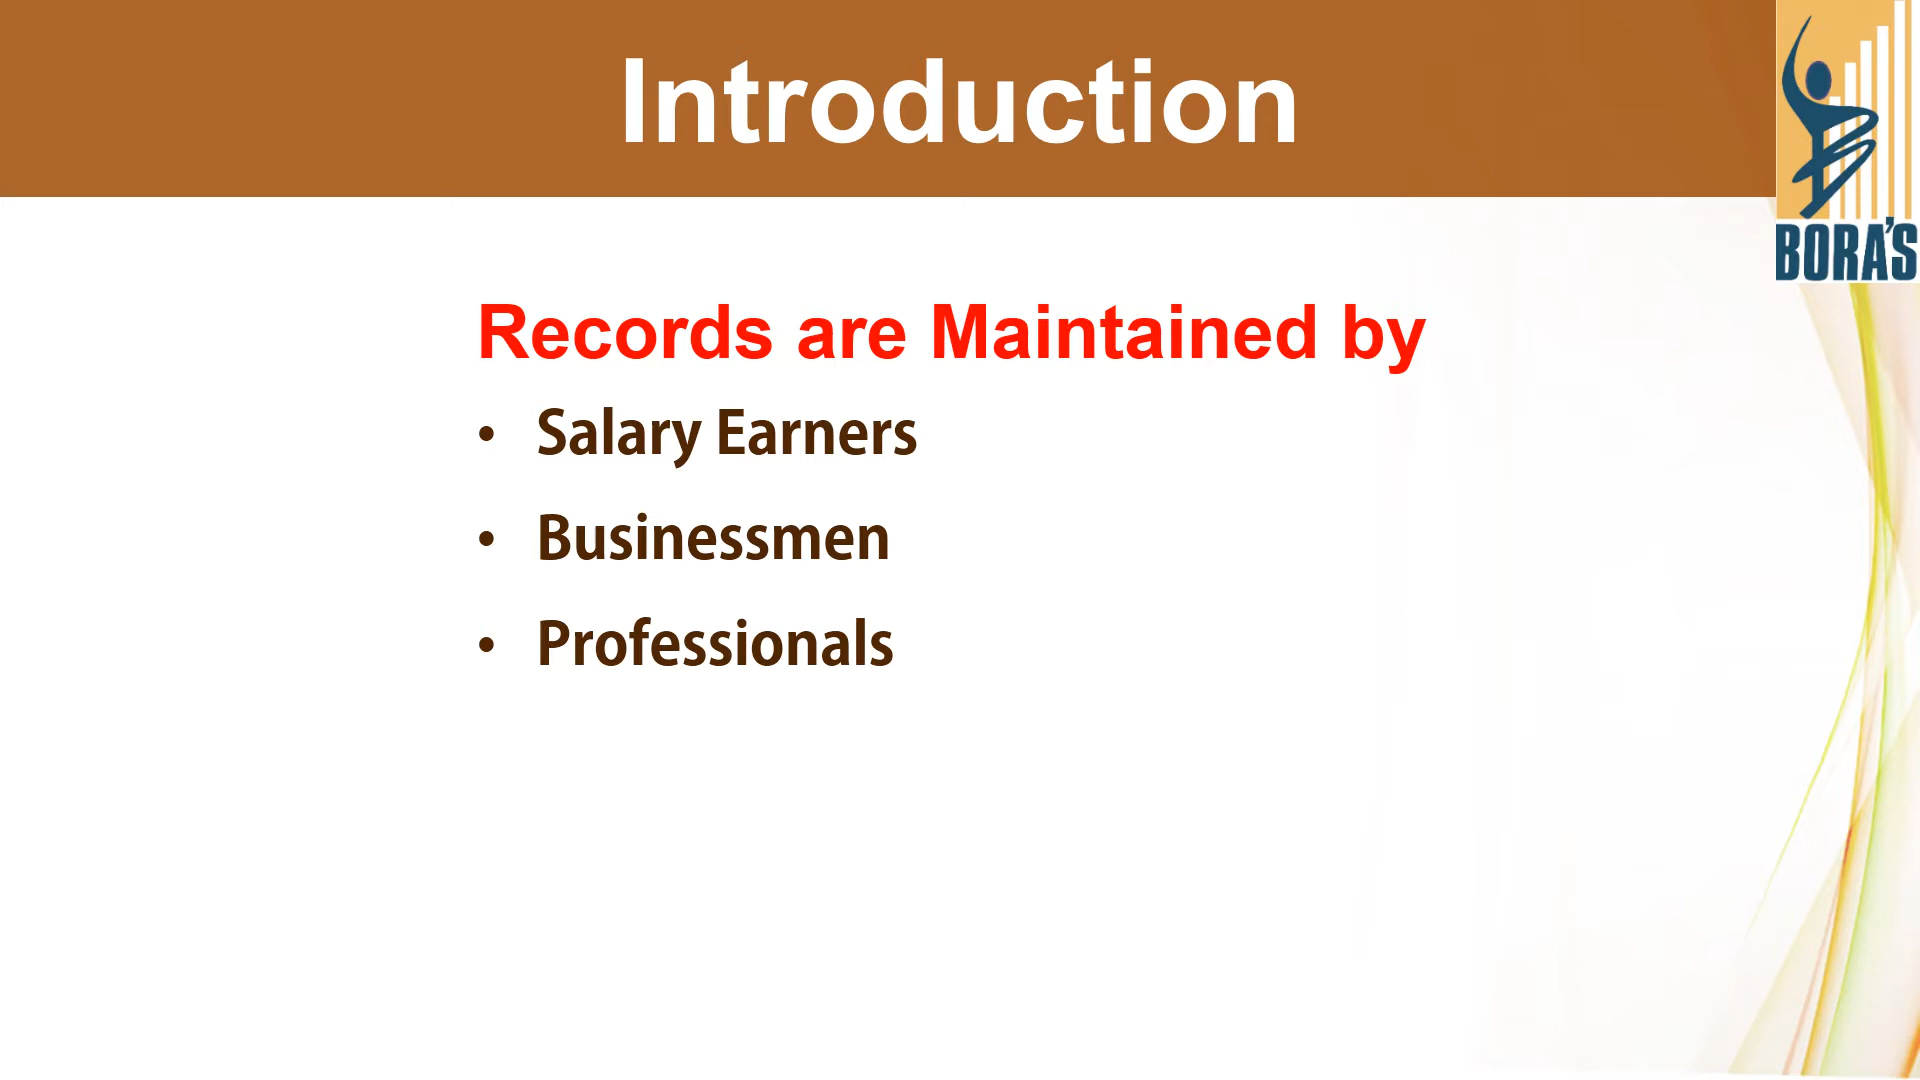 Introduction
BORA'S
Records are Maintained by
• Salary Earners
• Businessmen
• Professionals